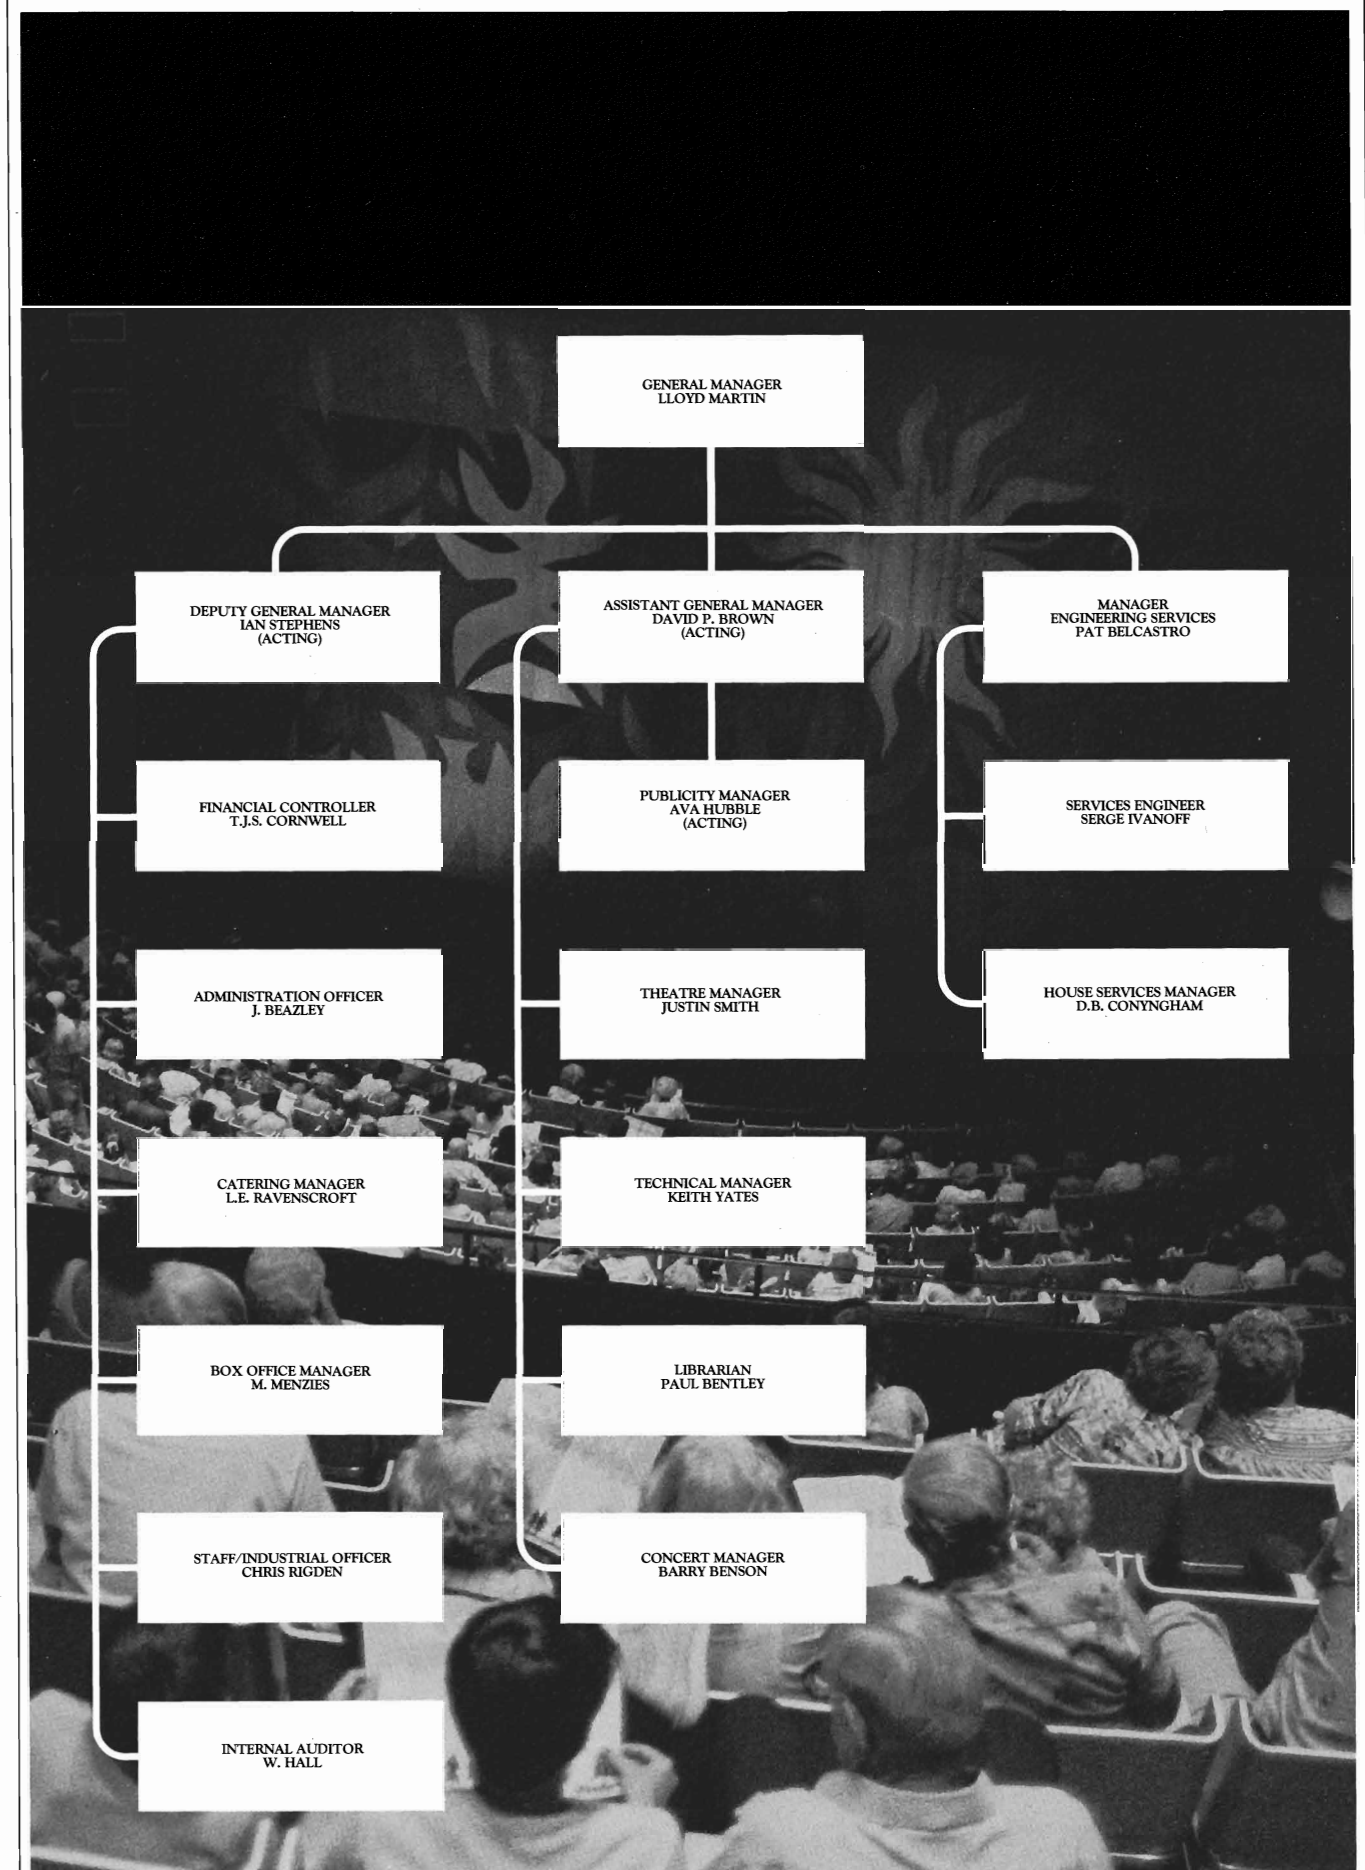 GENERAL MANAGER
LLOYD MARTIN
DEPUTY GENERAL MANAGER
IAN STEPHENS
(ACTING)
ASSISTANT GENERAL MANAGER
DAVID P. BROWN
(ACTING)
MANAGER
ENGINEERING SERVICES
PAT BELCASTRO
FINANCIAL CONTROLLER
T.J.S. CORNWELL
PUBLICITY MANAGER
AVA HUBBLE
(ACTING)
SERVICES ENGINEER
SERGE IVANOFF
ADMINISTRATION OFFICER
J. BEAZLEY
THEATRE MANAGER
JUSTIN SMITH
HOUSE SERVICES MANAGER
D.B. CONYNGHAM
CATERING MANAGER
L.E. RAVENSCROFT
TECHNICAL MANAGER
KEITH YATES
BOX OFFICE MANAGER
M. MENZIES
LIBRARIAN
PAUL BENTLEY
STAFF/INDUSTRIAL OFFICER
CHRIS RIGDEN
CONCERT MANAGER
BARRY BENSON
INTERNAL AUDITOR
W. HALL